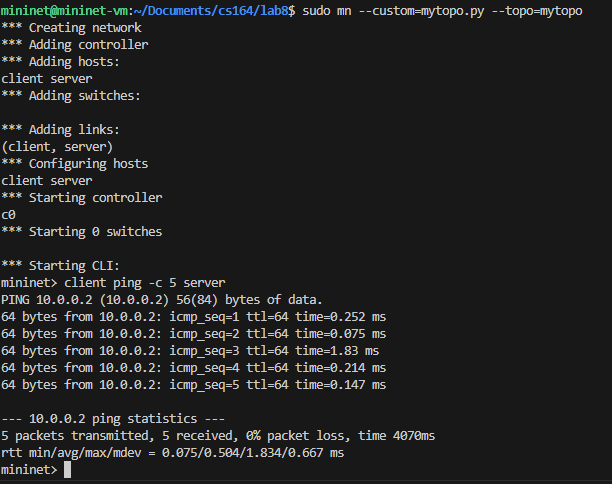 mininet@mininet-vm:~/Documents/cs164/lab8$ sudo mn --custom=mytopo.py --topo=mytopo
*** Creating network
*** Adding controller
*** Adding hosts:
client server
*** Adding switches:

*** Adding links:
(client, server)
*** Configuring hosts
client server
*** Starting controller
c0
*** Starting 0 switches

*** Starting CLI:
mininet> client ping -c 5 server
PING 10.0.0.2 (10.0.0.2) 56(84) bytes of data.
64 bytes from 10.0.0.2: icmp_seq=1 ttl=64 time=0.252 ms
64 bytes from 10.0.0.2: icmp_seq=2 ttl=64 time=0.075 ms
64 bytes from 10.0.0.2: icmp_seq=3 ttl=64 time=1.83 ms
64 bytes from 10.0.0.2: icmp_seq=4 ttl=64 time=0.214 ms
64 bytes from 10.0.0.2: icmp_seq=5 ttl=64 time=0.147 ms

--- 10.0.0.2 ping statistics ---
5 packets transmitted, 5 received, 0% packet loss, time 4070ms
rtt min/avg/max/mdev = 0.075/0.504/1.834/0.667 ms
mininet>